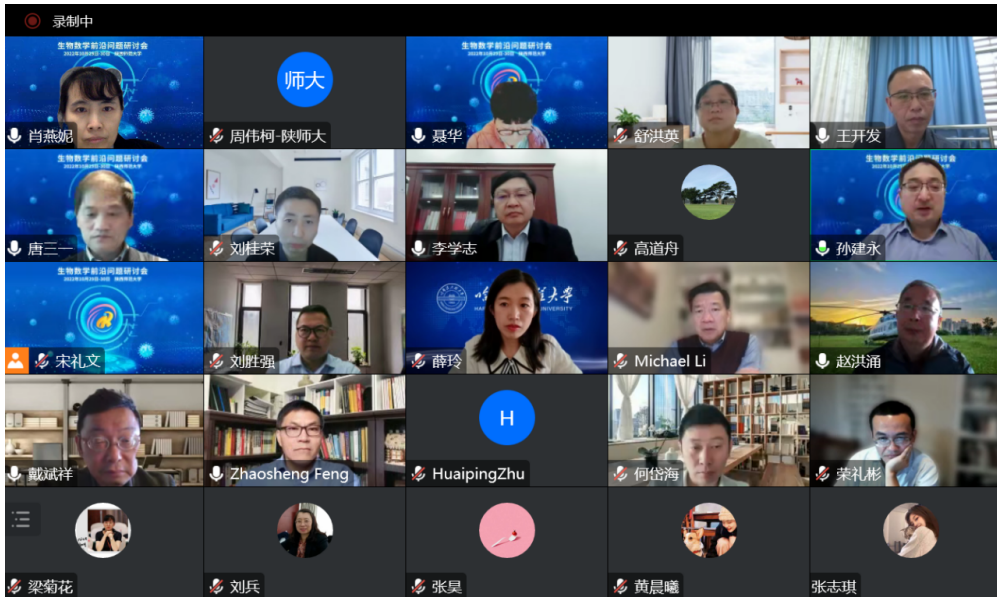 录制中
生物数学前沿问题研讨会
肖燕妮
师大
周伟柯-陕师大
生物数学前沿问题研讨会
聂华
舒洪英
王开发
生物数学前沿问题研讨会
唐三一
刘桂荣
李学志
高道舟
生物数学前沿问题研讨会
孙建永
生物数学前沿问题研讨会
宋礼文
刘胜强
薛玲
Michael Li
赵洪涌
戴斌祥
Zhaosheng Feng
H
HuaipingZhu
何岱海
荣礼彬
梁菊花
刘兵
张昊
黄晨曦
张志琪